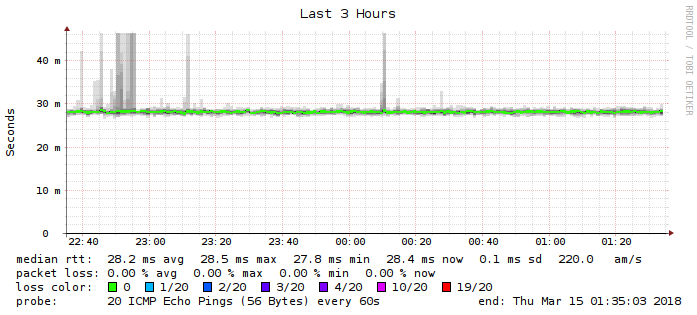 Last 3 Hours
RRDTOOL / TOBI OETIKER
Seconds
40 m
30 m
20 m
10 m
0
22:40 23:00 23:20 23:40 00:00 00:20 00:40 01:00 01:20
median rtt: 28.2 ms avg 28.5 ms max 27.8 ms min 28.4 ms now 0.1 ms sd 220.0 am/s
packet loss: 0.00 % avg 0.00 % max 0.00 % min 0.00 % now
loss color: 0 1/20 2/20 3/20 4/20 10/20 19/20
probe: 20 ICMP Echo Pings (56 Bytes) every 60s end: Thu Mar 15 01:35:03 2018